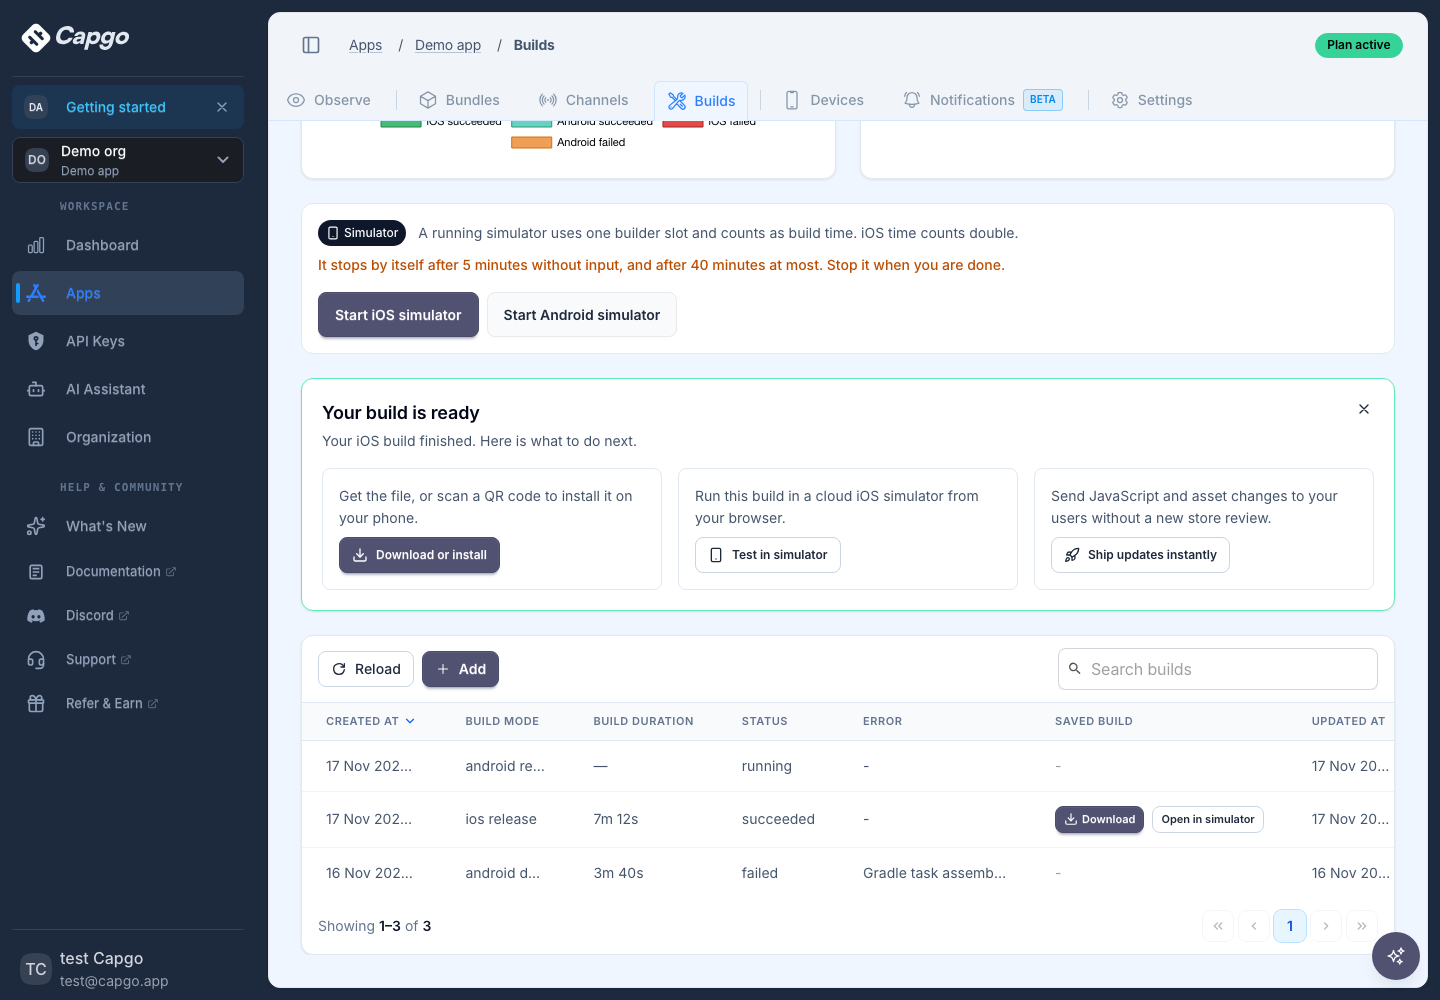 Capgo
DA
Getting started
DO
Demo org
Demo app
WORKSPACE
Dashboard
Apps
API Keys
AI Assistant
Organization
HELP & COMMUNITY
What's New
Documentation
Discord
Support
Refer & Earn
TC
test Capgo
test@capgo.app
Apps / Demo app / Builds
Plan active
Observe
Bundles
Channels
Builds
Devices
Notifications BETA
Settings
iOS succeeded
Android succeeded
iOS failed
Android failed
Simulator
A running simulator uses one builder slot and counts as build time. iOS time counts double.
It stops by itself after 5 minutes without input, and after 40 minutes at most. Stop it when you are done.
Start iOS simulator
Start Android simulator
Your build is ready
Your iOS build finished. Here is what to do next.
Get the file, or scan a QR code to install it on
your phone.
Download or install
Run this build in a cloud iOS simulator from
your browser.
Test in simulator
Send JavaScript and asset changes to your
users without a new store review.
Ship updates instantly
Reload
Add
Search builds
CREATED AT BUILD MODE BUILD DURATION STATUS ERROR SAVED BUILD UPDATED AT
17 Nov 202... android re... — running - - 17 Nov 20...
17 Nov 202... ios release 7m 12s succeeded - Download Open in simulator 17 Nov 20...
16 Nov 202... android d... 3m 40s failed Gradle task assemb... - 16 Nov 20...
Showing 1–3 of 3
1